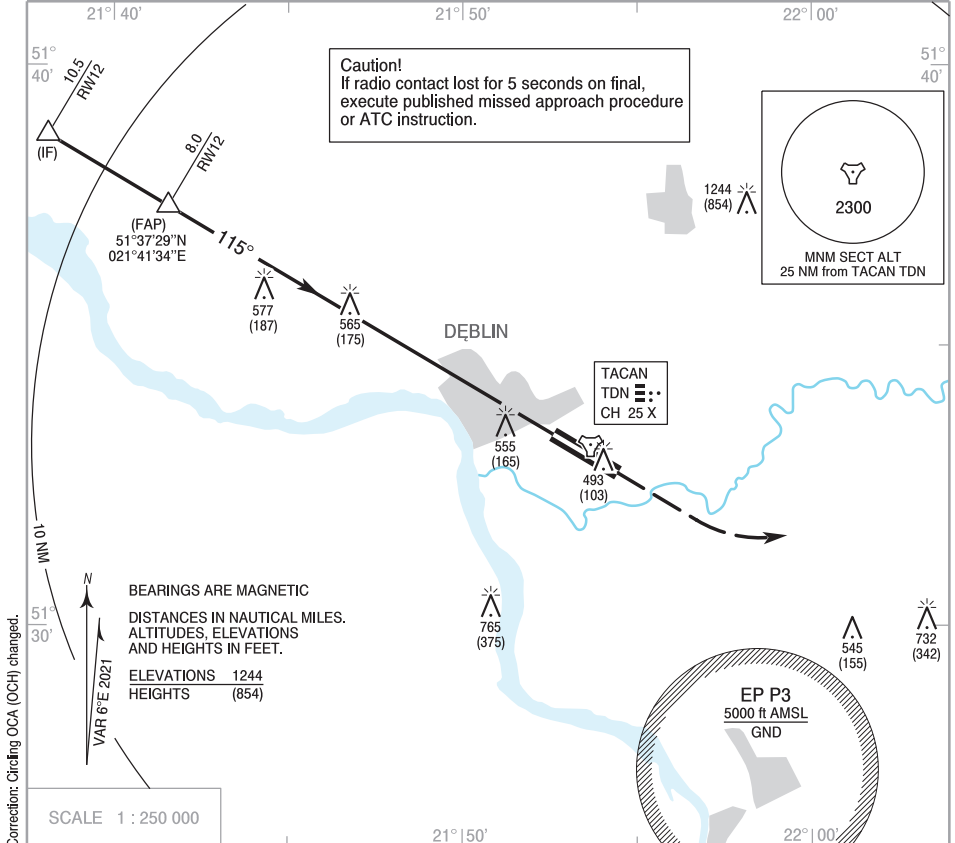 21°40'
21°50'
22°00'
51°
40'
51°
40'
10.5
RW12
(IF)
8.0
RW12
(FAP)
51°37'29"N
021°41'34"E
115°
Caution!
If radio contact lost for 5 seconds on final,
execute published missed approach procedure
or ATC instruction.
1244
(854)
2300
MNM SECT ALT
25 NM from TACAN TDN
577
(187)
565
(175)
DĘBLIN
TACAN
TDN
CH 25 X
555
(165)
493
(103)
10 NM
N
VAR 6°E 2021
BEARINGS ARE MAGNETIC
DISTANCES IN NAUTICAL MILES.
ALTITUDES, ELEVATIONS
AND HEIGHTS IN FEET.
ELEVATIONS 1244
HEIGHTS (854)
51°
30'
765
(375)
545
(155)
732
(342)
EP P3
5000 ft AMSL
GND
Correction: Circling OCA (OCH) changed.
SCALE 1 : 250 000
21°50'
22°00'